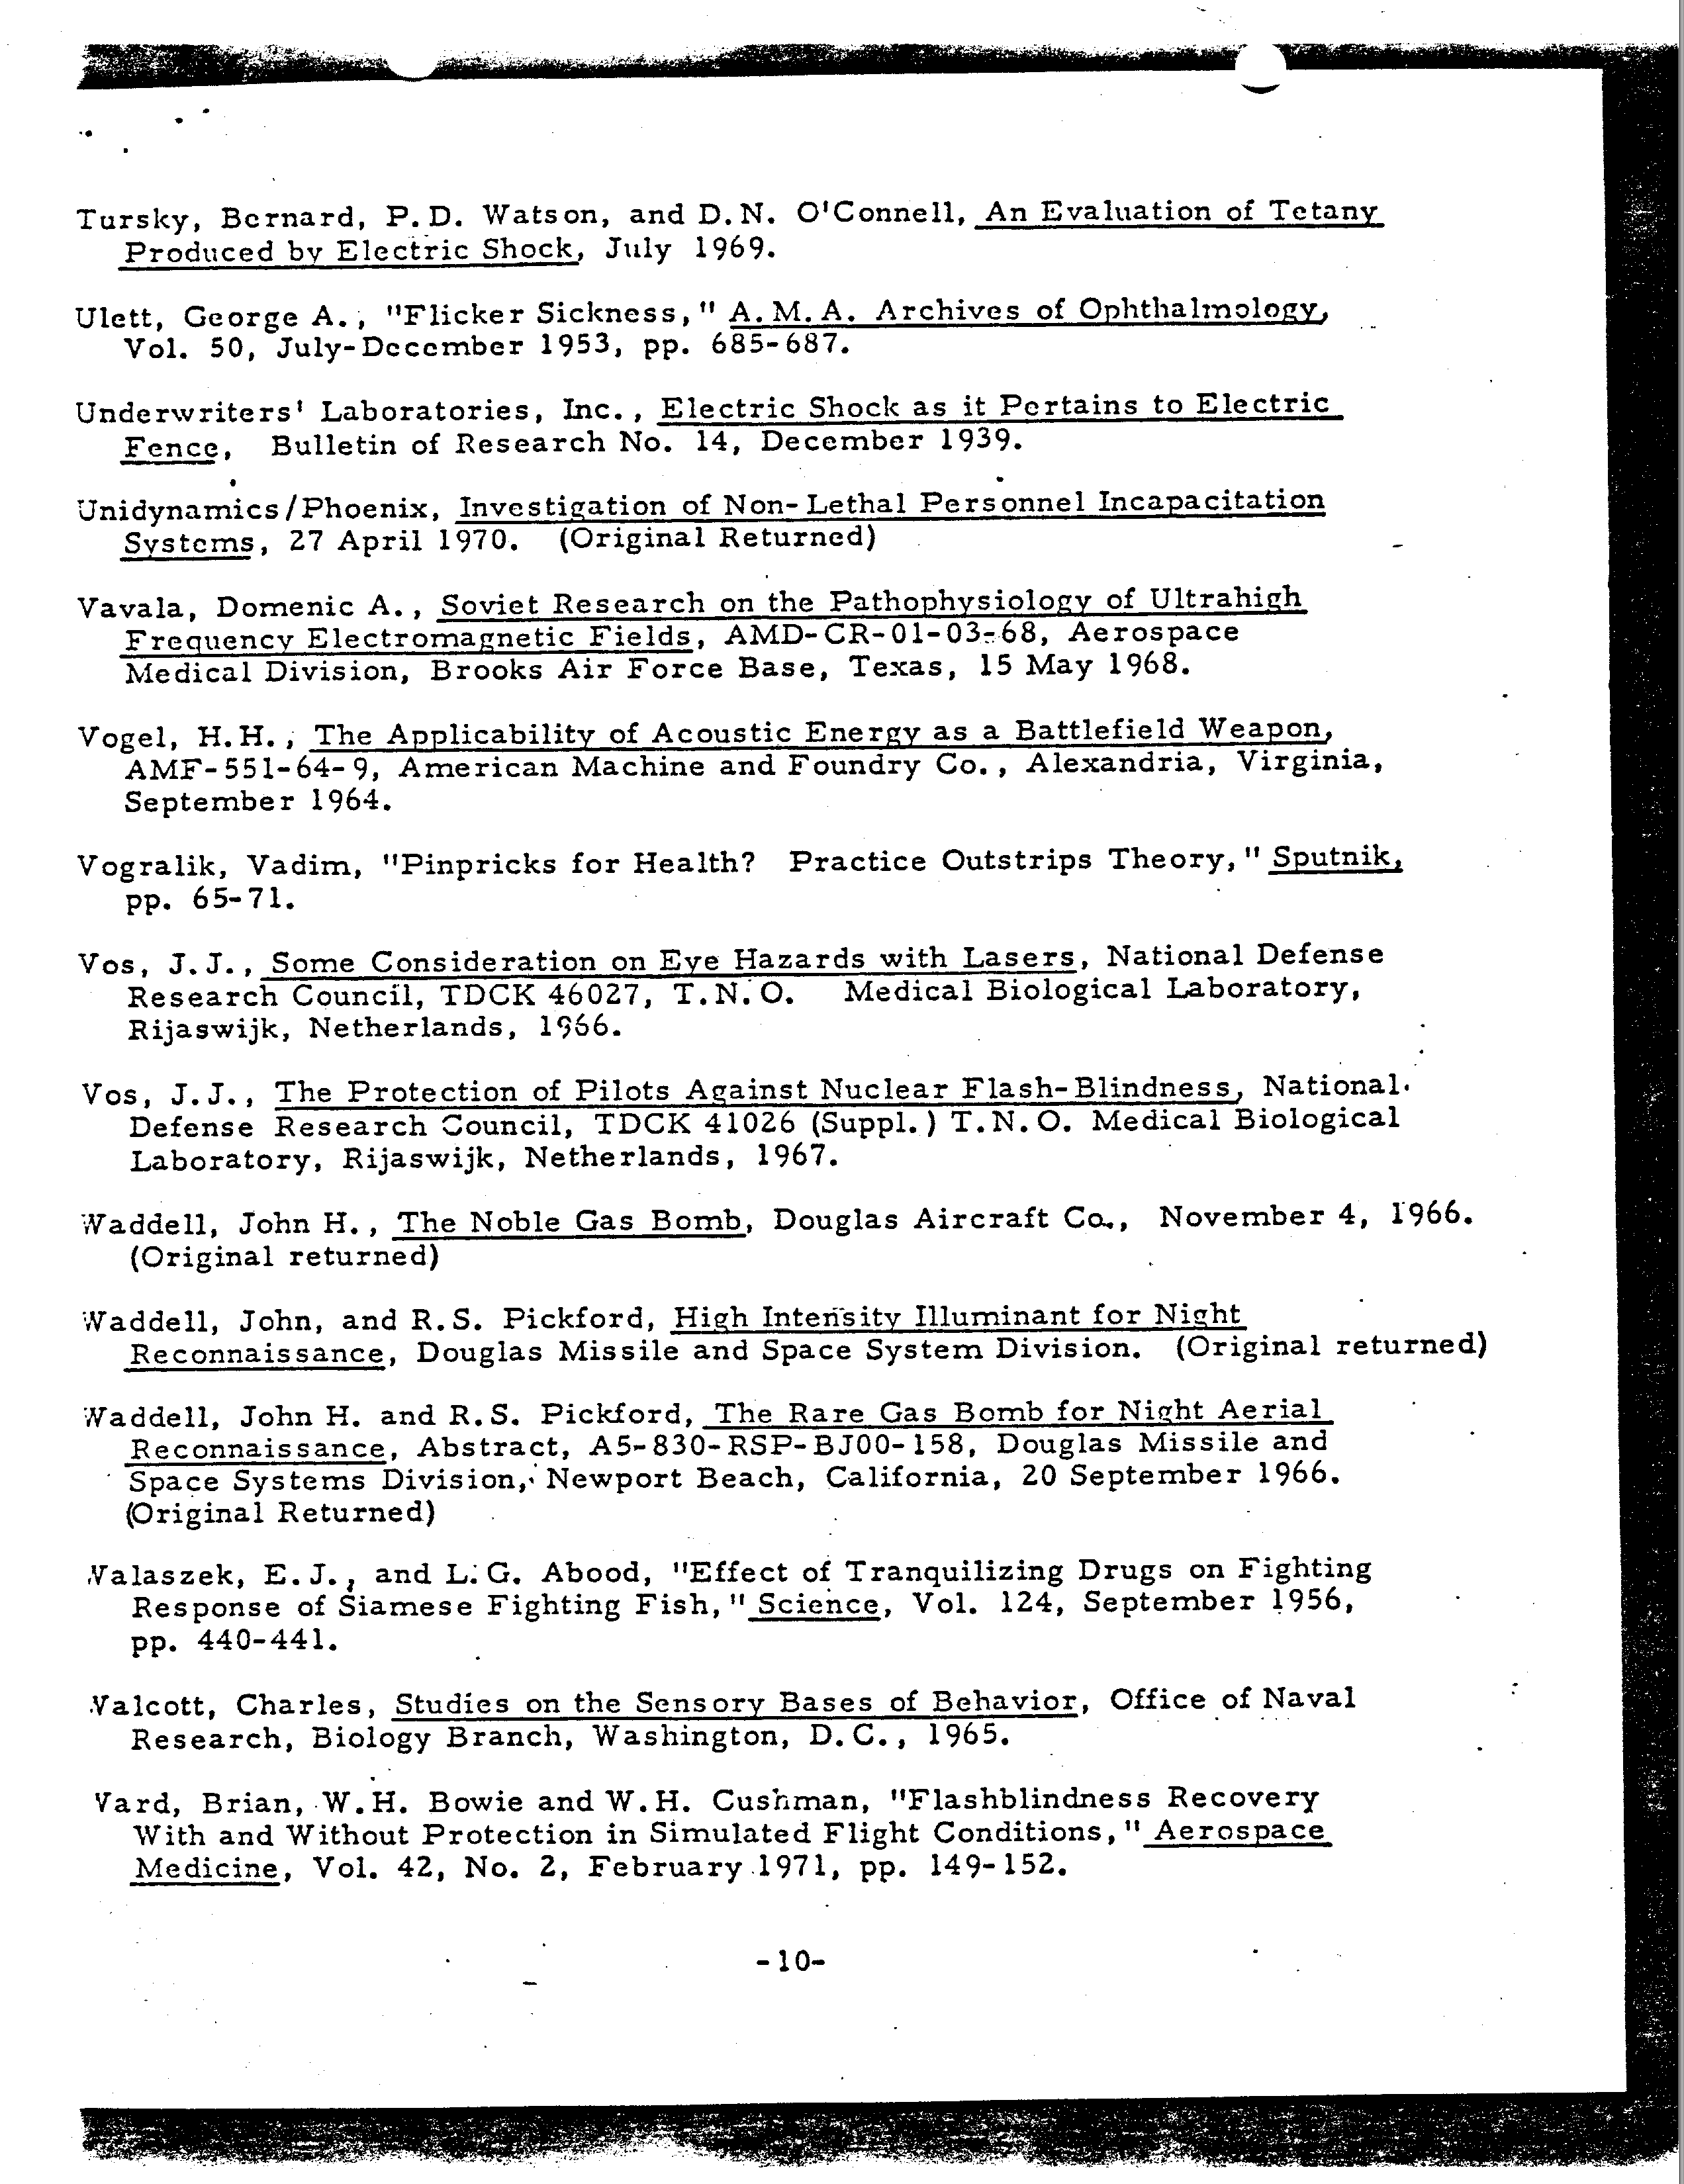 Tursky, Bernard, P.D. Watson, and D.N. O'Connell, An Evaluation of Tetany
Produced by Electric Shock, July 1969.
Ulett, George A., "Flicker Sickness," A.M.A. Archives of Ophthalmology,
Vol. 50, July-December 1953, pp. 685-687.
Underwriters' Laboratories, Inc., Electric Shock as it Pertains to Electric
Fence, Bulletin of Research No. 14, December 1939.
Unidynamics/Phoenix, Investigation of Non-Lethal Personnel Incapacitation
Systems, 27 April 1970. (Original Returned)
Vavala, Domenic A., Soviet Research on the Pathophysiology of Ultrahigh
Frequency Electromagnetic Fields, AMD-CR-01-03-68, Aerospace
Medical Division, Brooks Air Force Base, Texas, 15 May 1968.
Vogel, H.H., The Applicability of Acoustic Energy as a Battlefield Weapon,
AMF-551-64-9, American Machine and Foundry Co., Alexandria, Virginia,
September 1964.
Vogralik, Vadim, "Pinpricks for Health? Practice Outstrips Theory," Sputnik,
pp. 65-71.
Vos, J.J., Some Consideration on Eye Hazards with Lasers, National Defense
Research Council, TDCK 46027, T.N.O. Medical Biological Laboratory,
Rijaswijk, Netherlands, 1966.
Vos, J.J., The Protection of Pilots Against Nuclear Flash-Blindness, National
Defense Research Council, TDCK 41026 (Suppl.) T.N.O. Medical Biological
Laboratory, Rijaswijk, Netherlands, 1967.
Waddell, John H., The Noble Gas Bomb, Douglas Aircraft Co., November 4, 1966.
(Original returned)
Waddell, John, and R.S. Pickford, High Intensity Illuminant for Night
Reconnaissance, Douglas Missile and Space System Division. (Original returned)
Waddell, John H. and R.S. Pickford, The Rare Gas Bomb for Night Aerial
Reconnaissance, Abstract, A5-830-RSP-BJ00-158, Douglas Missile and
Space Systems Division, Newport Beach, California, 20 September 1966.
(Original Returned)
Walaszek, E.J., and L.G. Abood, "Effect of Tranquilizing Drugs on Fighting
Response of Siamese Fighting Fish," Science, Vol. 124, September 1956,
pp. 440-441.
Walcott, Charles, Studies on the Sensory Bases of Behavior, Office of Naval
Research, Biology Branch, Washington, D.C., 1965.
Ward, Brian, W.H. Bowie and W.H. Cushman, "Flashblindness Recovery
With and Without Protection in Simulated Flight Conditions," Aerospace
Medicine, Vol. 42, No. 2, February 1971, pp. 149-152.
-10-